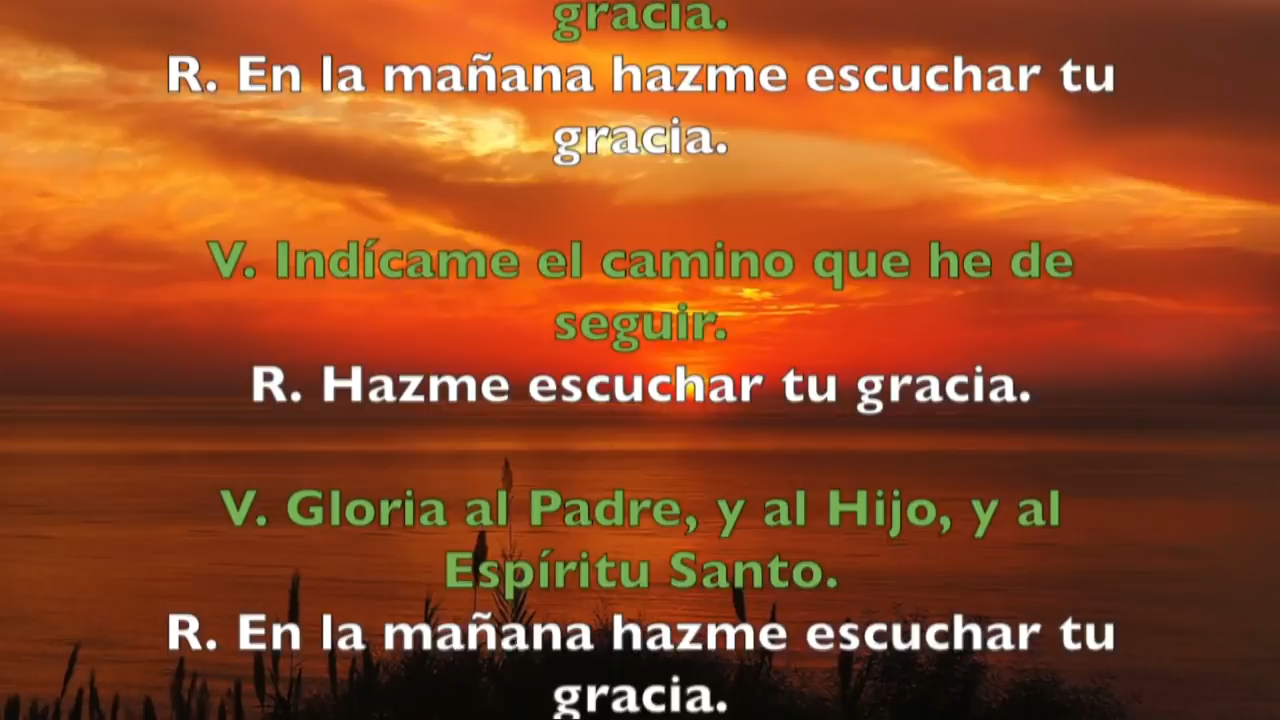 gracia.
R. En la mañana hazme escuchar tu
gracia.
V. Indícame el camino que he de
seguir.
R. Hazme escuchar tu gracia.
V. Gloria al Padre, y al Hijo, y al
Espíritu Santo.
R. En la mañana hazme escuchar tu
gracia.